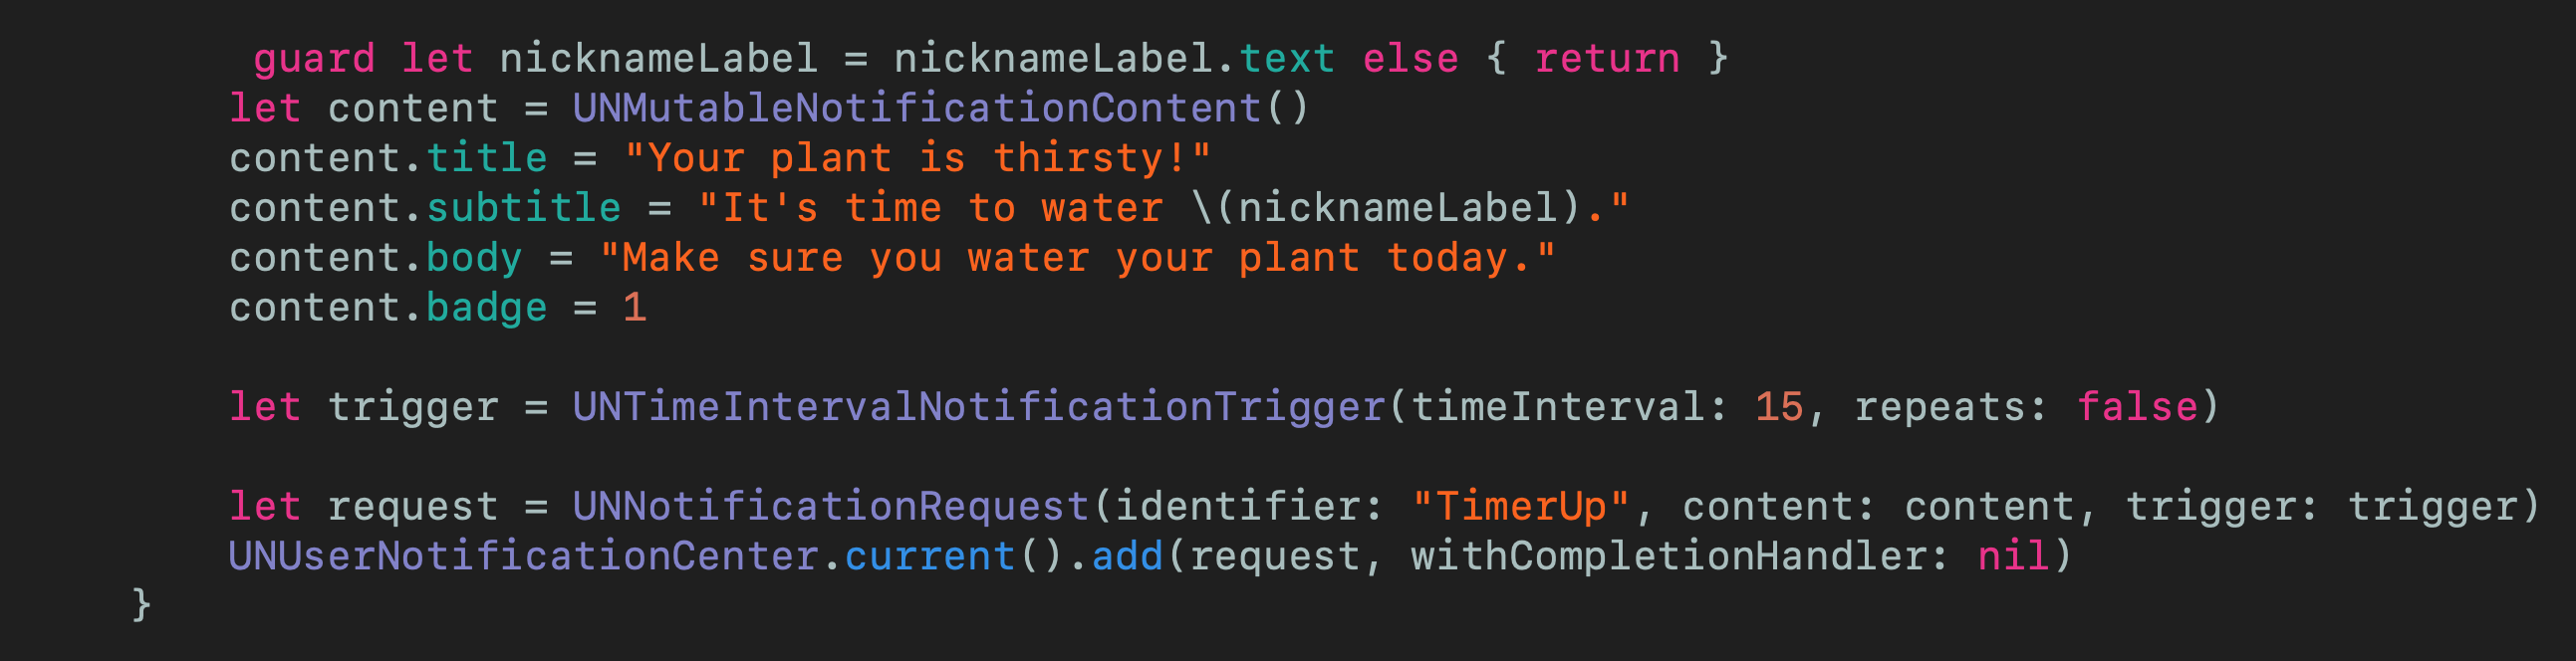 guard let nicknameLabel = nicknameLabel.text else { return }
let content = UNMutableNotificationContent()
content.title = "Your plant is thirsty!"
content.subtitle = "It's time to water \(nicknameLabel)."
content.body = "Make sure you water your plant today."
content.badge = 1
let trigger = UNTimeIntervalNotificationTrigger(timeInterval: 15, repeats: false)
let request = UNNotificationRequest(identifier: "TimerUp", content: content, trigger: trigger)
UNUserNotificationCenter.current().add(request, withCompletionHandler: nil)
}